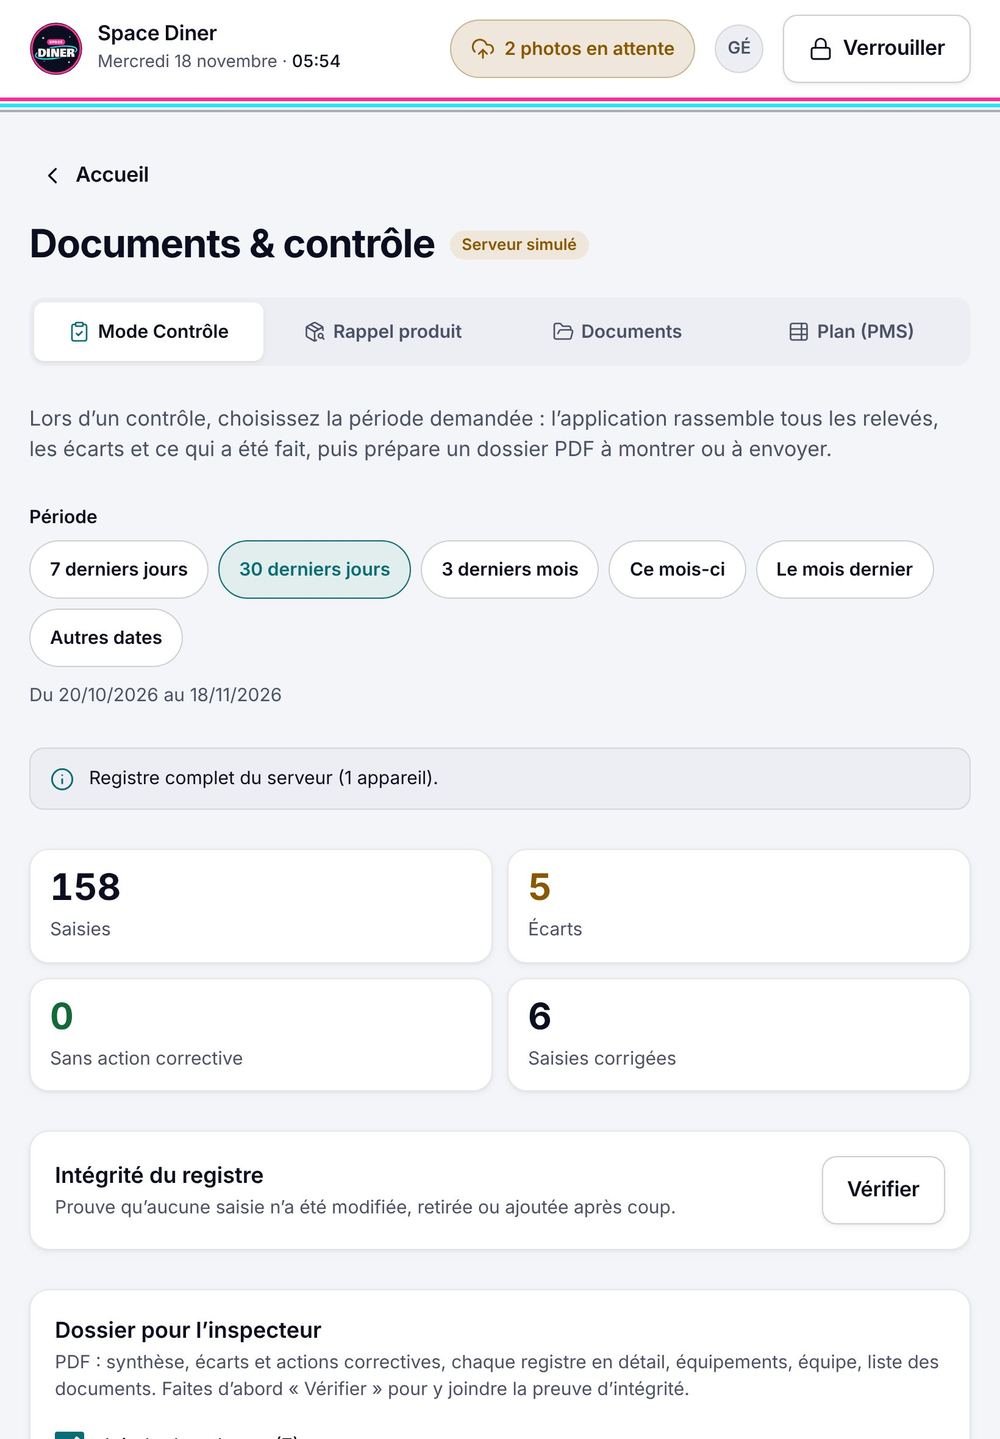 SPACE
DINER
Space Diner
Mercredi 18 novembre · 05:54
2 photos en attente
GÉ
Verrouiller
Accueil
Documents & contrôle
Serveur simulé
Mode Contrôle
Rappel produit
Documents
Plan (PMS)
Lors d’un contrôle, choisissez la période demandée : l’application rassemble tous les relevés,
les écarts et ce qui a été fait, puis prépare un dossier PDF à montrer ou à envoyer.
Période
7 derniers jours
30 derniers jours
3 derniers mois
Ce mois-ci
Le mois dernier
Autres dates
Du 20/10/2026 au 18/11/2026
Registre complet du serveur (1 appareil).
158
Saisies
5
Écarts
0
Sans action corrective
6
Saisies corrigées
Intégrité du registre
Prouve qu’aucune saisie n’a été modifiée, retirée ou ajoutée après coup.
Vérifier
Dossier pour l’inspecteur
PDF : synthèse, écarts et actions correctives, chaque registre en détail, équipements, équipe, liste des
documents. Faites d’abord « Vérifier » pour y joindre la preuve d’intégrité.